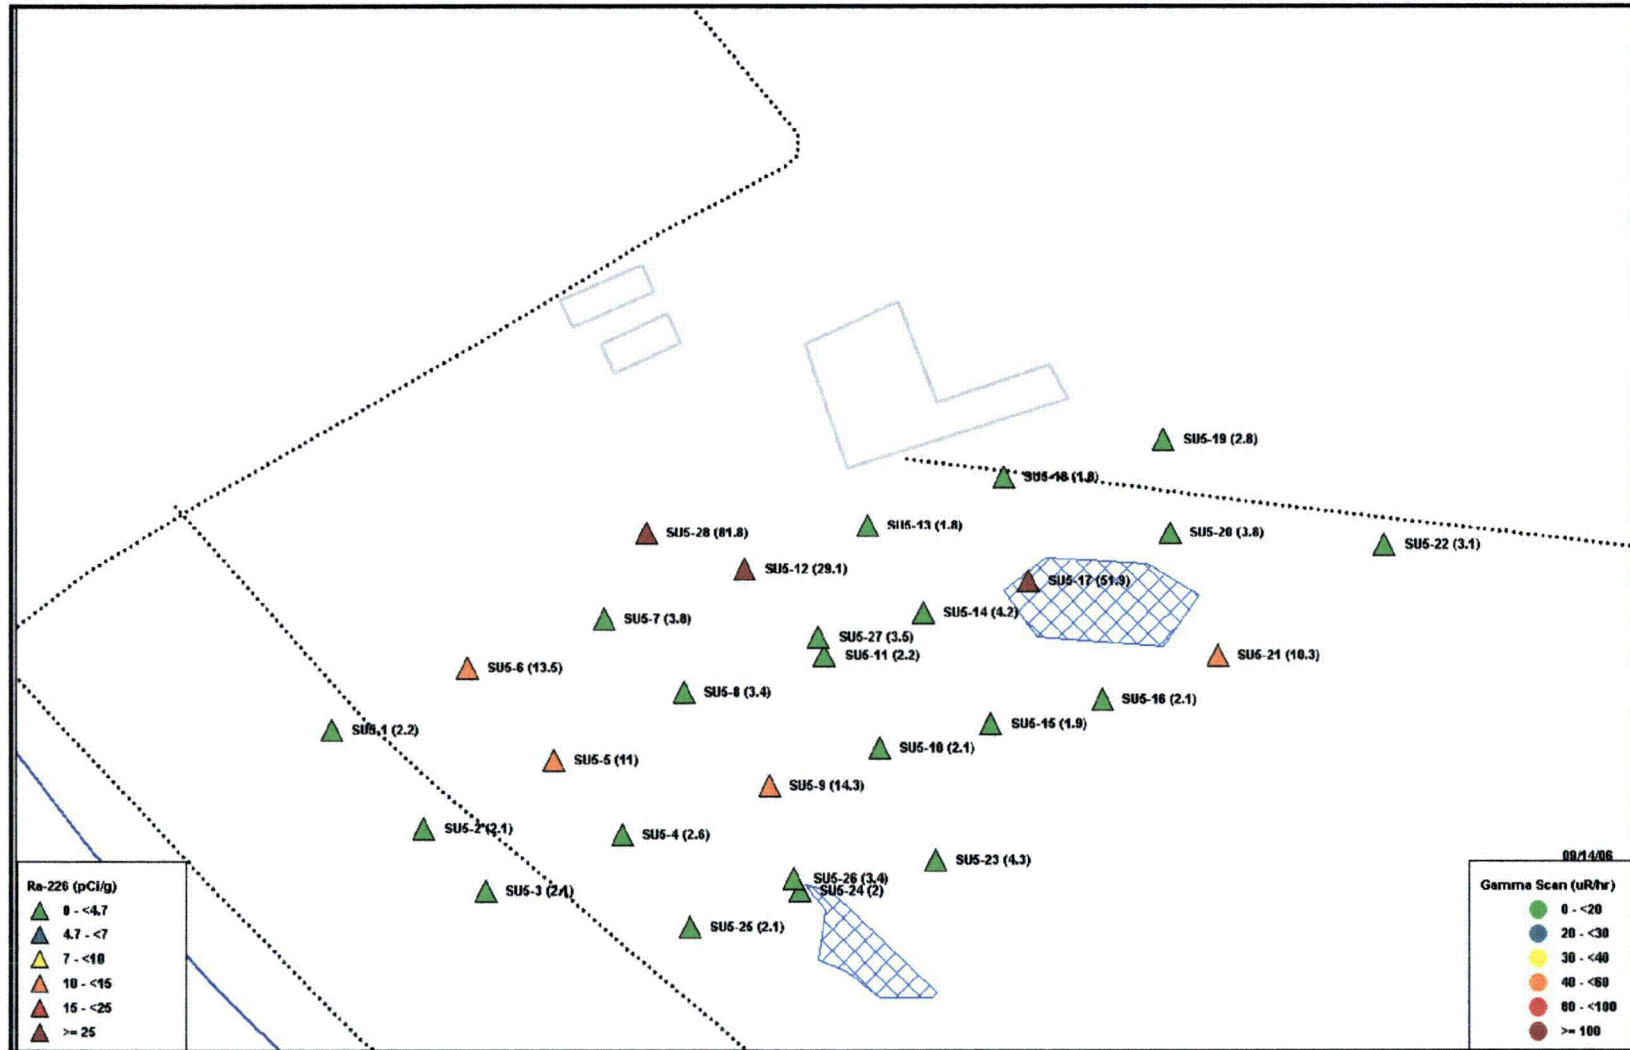 SU5-19 (2.8)
SU5-18 (1.8)
SU5-13 (1.8)
SU5-28 (81.8)
SU5-20 (3.8)
SU5-22 (3.1)
SU5-12 (29.1)
SU5-17 (51.9)
SU5-14 (4.2)
SU5-7 (3.8)
SU5-27 (3.5)
SU5-11 (2.2)
SU5-21 (10.3)
SU5-6 (13.5)
SU5-8 (3.4)
SU5-16 (2.1)
SU5-15 (1.9)
SU5-1 (2.2)
SU5-10 (2.1)
SU5-5 (11)
SU5-9 (14.3)
SU5-2 (2.1)
SU5-4 (2.6)
SU5-23 (4.3)
SU5-26 (3.4)
SU5-3
SU5-24 (2)
SU5-25 (2.1)
Ra-226 (pCi/g)
0 - <4.7
4.7 - <7
7 - <10
10 - <15
15 - <25
>= 25
09/14/06
Gamma Scan (uR/hr)
0 - <20
20 - <30
30 - <40
40 - <60
60 - <100
>= 100